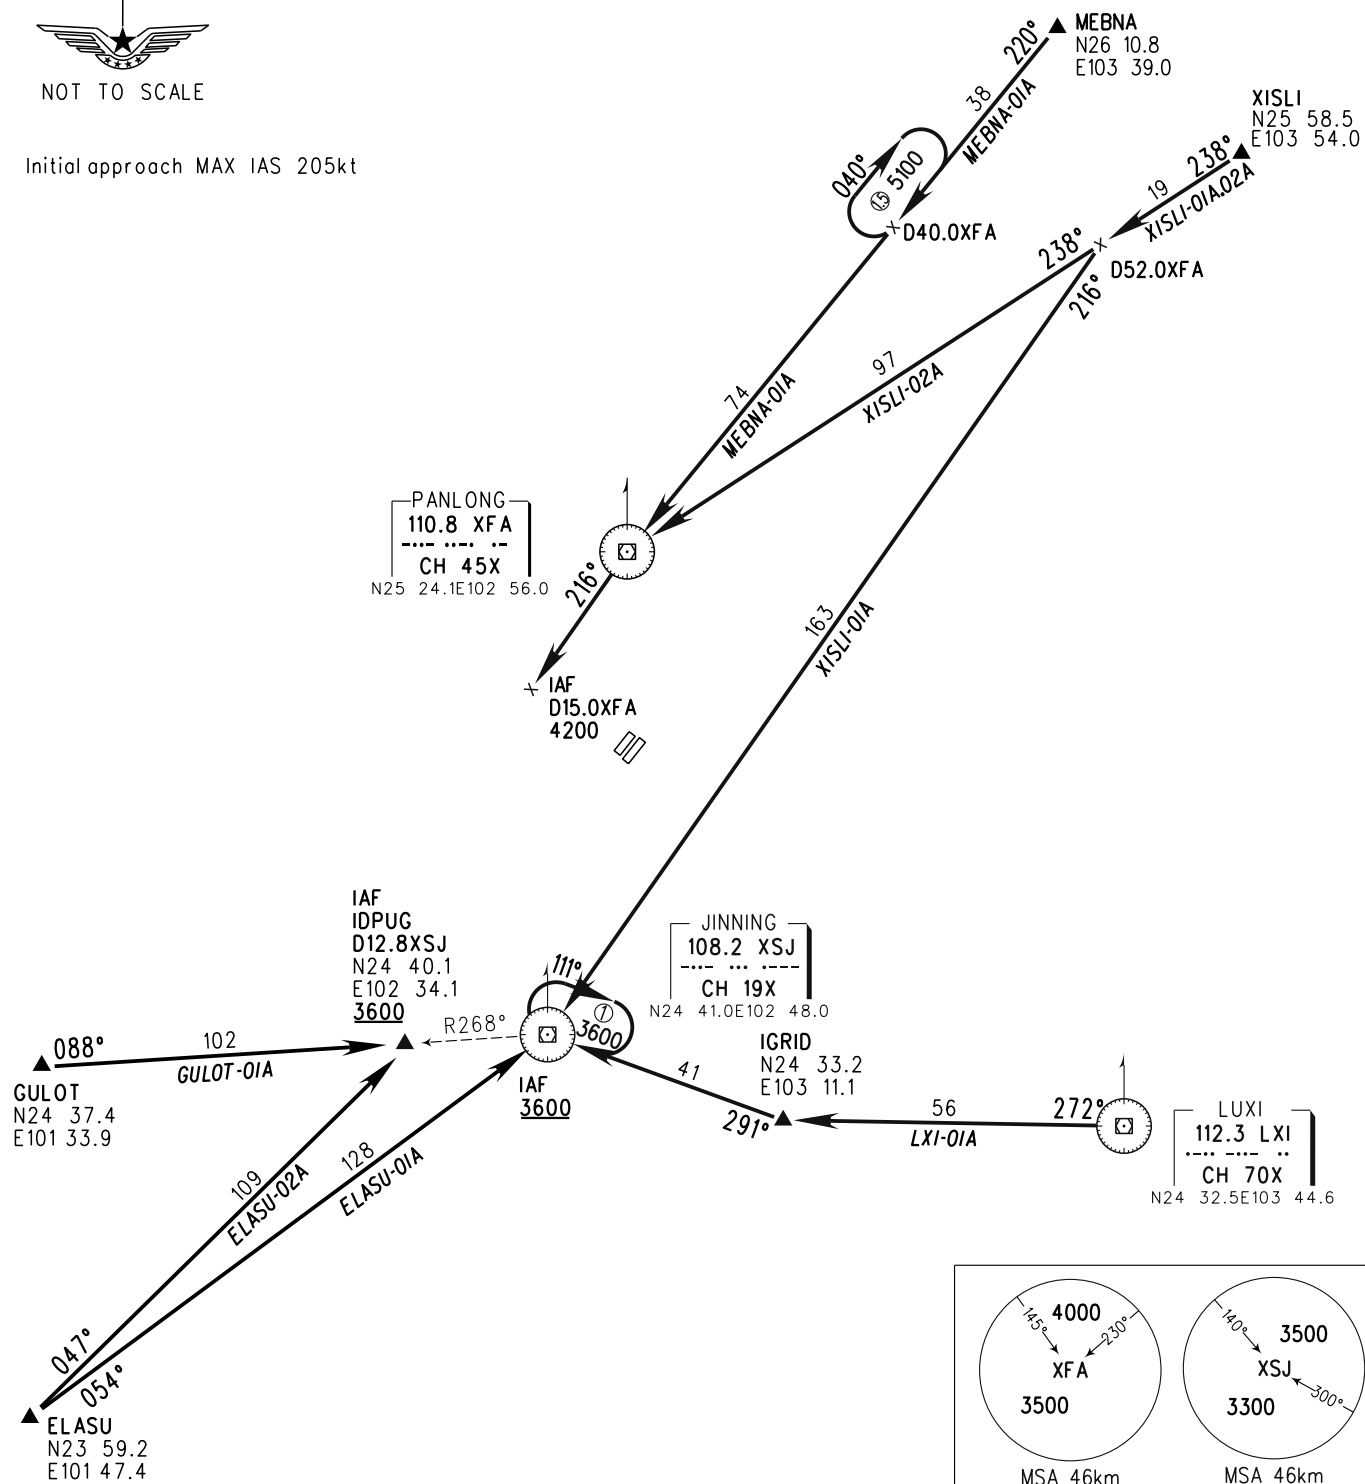 NOT TO SCALE
Initial approach MAX IAS 205kt
MEBNA
N26 10.8
E103 39.0
220°
38
MEBNA-01A
XISLI
N25 58.5
E103 54.0
238°
19
XISLI-01A.02A
040°
1.5
5100
D40.0XFA
D52.0XFA
238°
216°
97
XISLI-02A
74
MEBNA-01A
163
XISLI-01A
PANLONG
110.8 XFA
CH 45X
N25 24.1E102 56.0
216°
IAF
D15.0XFA
4200
IAF
IDPUG
D12.8XSJ
N24 40.1
E102 34.1
3600
R268°
111°
1
3600
JINNING
108.2 XSJ
CH 19X
N24 41.0E102 48.0
IAF
3600
IGRID
N24 33.2
E103 11.1
41
291°
56
LXI-01A
272°
LUXI
112.3 LXI
CH 70X
N24 32.5E103 44.6
088°
102
GULOT-01A
GULOT
N24 37.4
E101 33.9
109
ELASU-02A
128
ELASU-01A
047°
054°
ELASU
N23 59.2
E101 47.4
145°
4000
230°
XFA
3500
MSA 46km
140°
3500
XSJ
300°
3300
MSA 46km